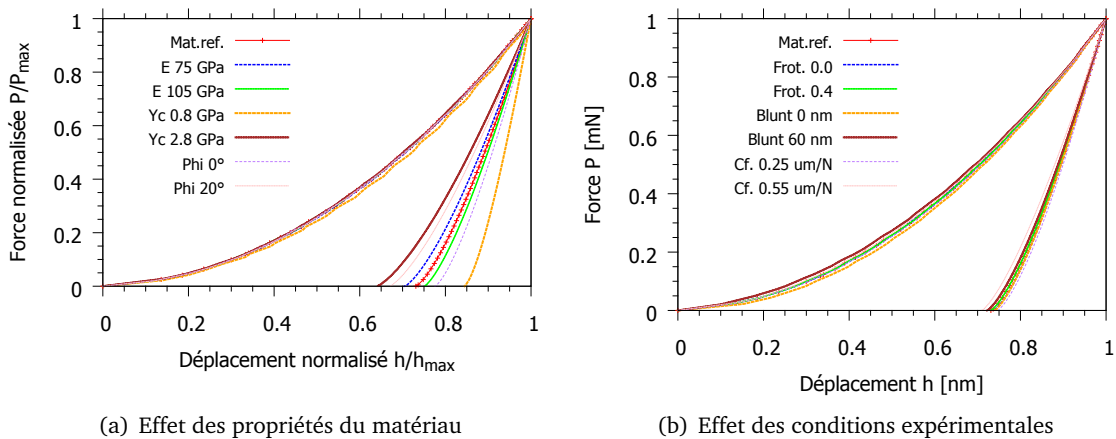 1
0.8
0.6
0.4
0.2
0
Force normalisée P/Pmax
Mat.ref.
E 75 GPa
E 105 GPa
Yc 0.8 GPa
Yc 2.8 GPa
Phi 0°
Phi 20°
0 0.2 0.4 0.6 0.8 1
Déplacement normalisé h/hmax
(a) Effet des propriétés du matériau
1
0.8
0.6
0.4
0.2
0
Force P [mN]
Mat.ref.
Frot. 0.0
Frot. 0.4
Blunt 0 nm
Blunt 60 nm
Cf. 0.25 um/N
Cf. 0.55 um/N
0 0.2 0.4 0.6 0.8 1
Déplacement h [nm]
(b) Effet des conditions expérimentales